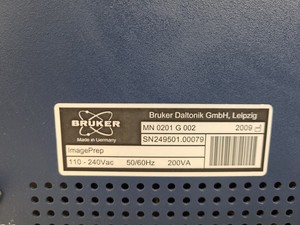 BRUKER
Made in Germany
Bruker Daltonik GmbH, Leipzig
MN 0201 G 002 2009
SN249501.00079
ImagePrep
110 - 240Vac 50/60Hz 200VA